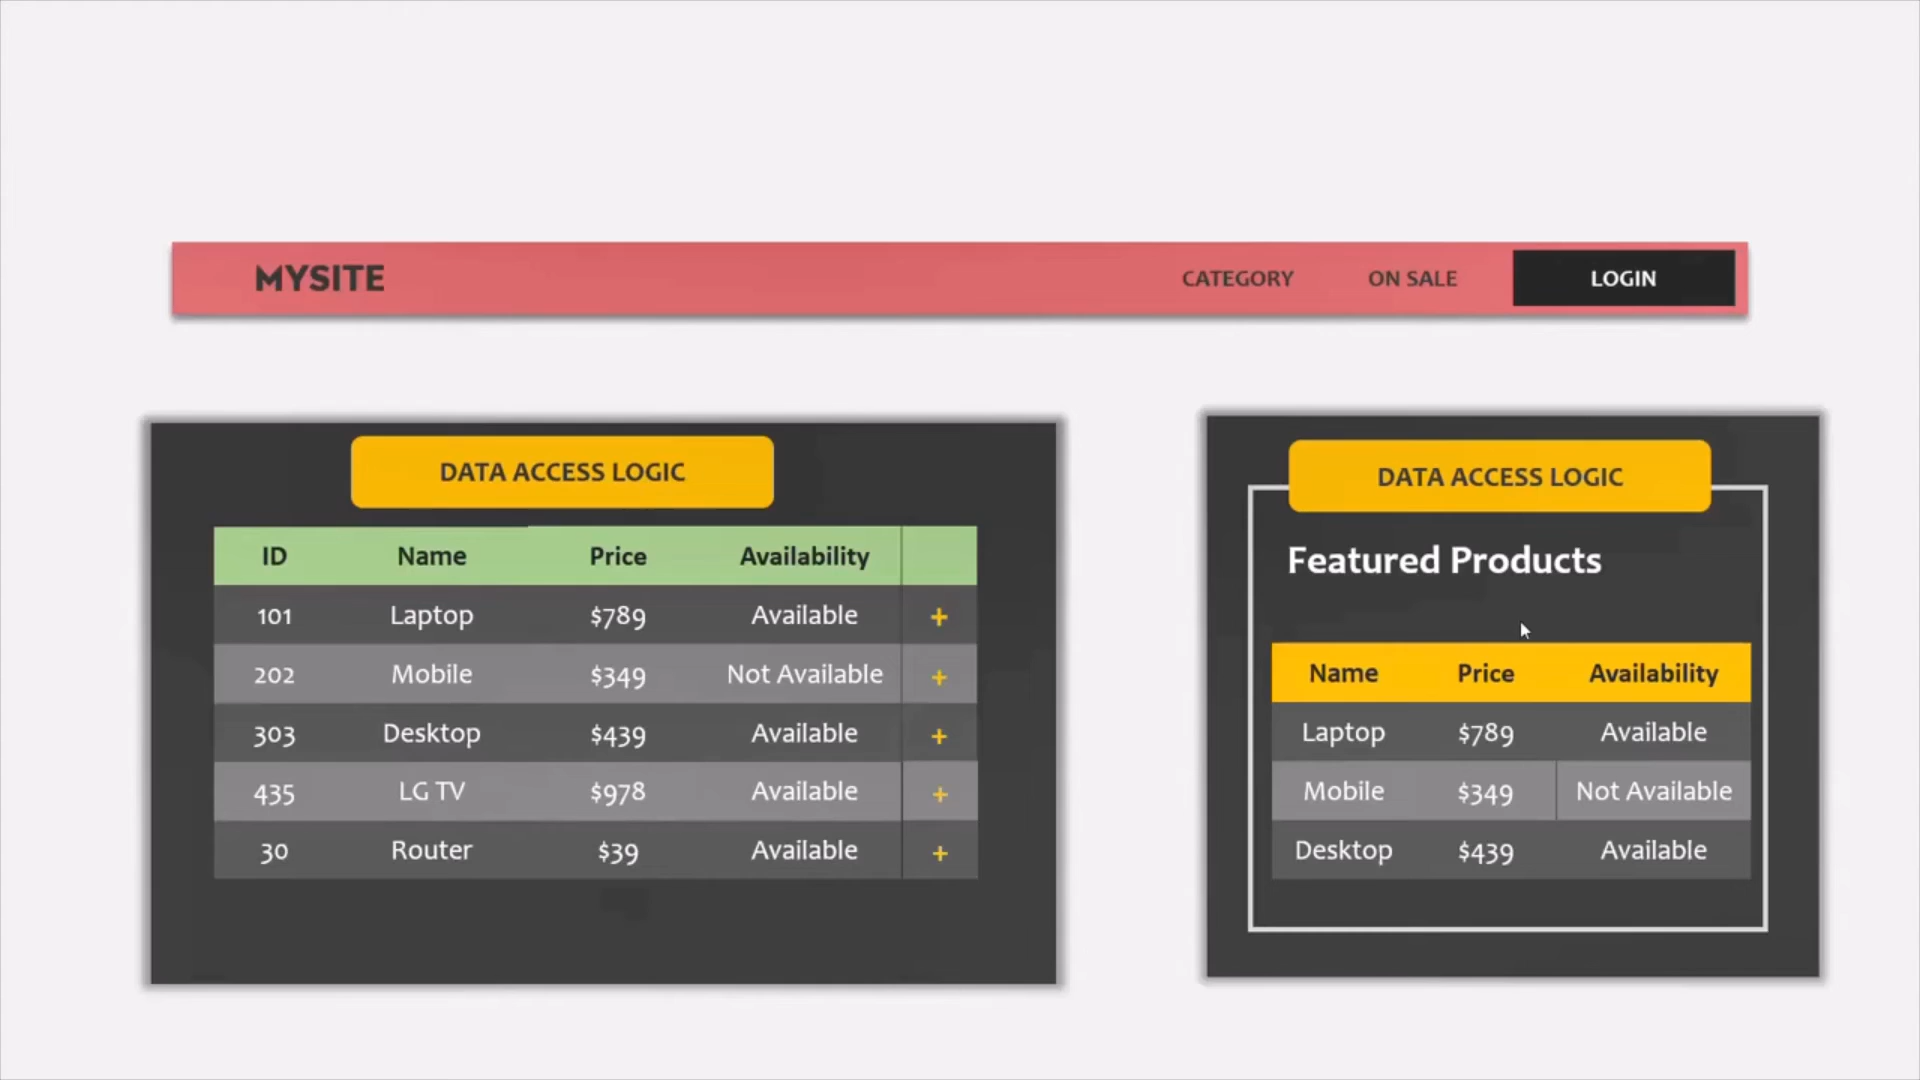 MYSITE CATEGORY ON SALE LOGIN
DATA ACCESS LOGIC
ID Name Price Availability
101 Laptop $789 Available +
202 Mobile $349 Not Available +
303 Desktop $439 Available +
435 LG TV $978 Available +
30 Router $39 Available +
DATA ACCESS LOGIC
Featured Products
Name Price Availability
Laptop $789 Available
Mobile $349 Not Available
Desktop $439 Available